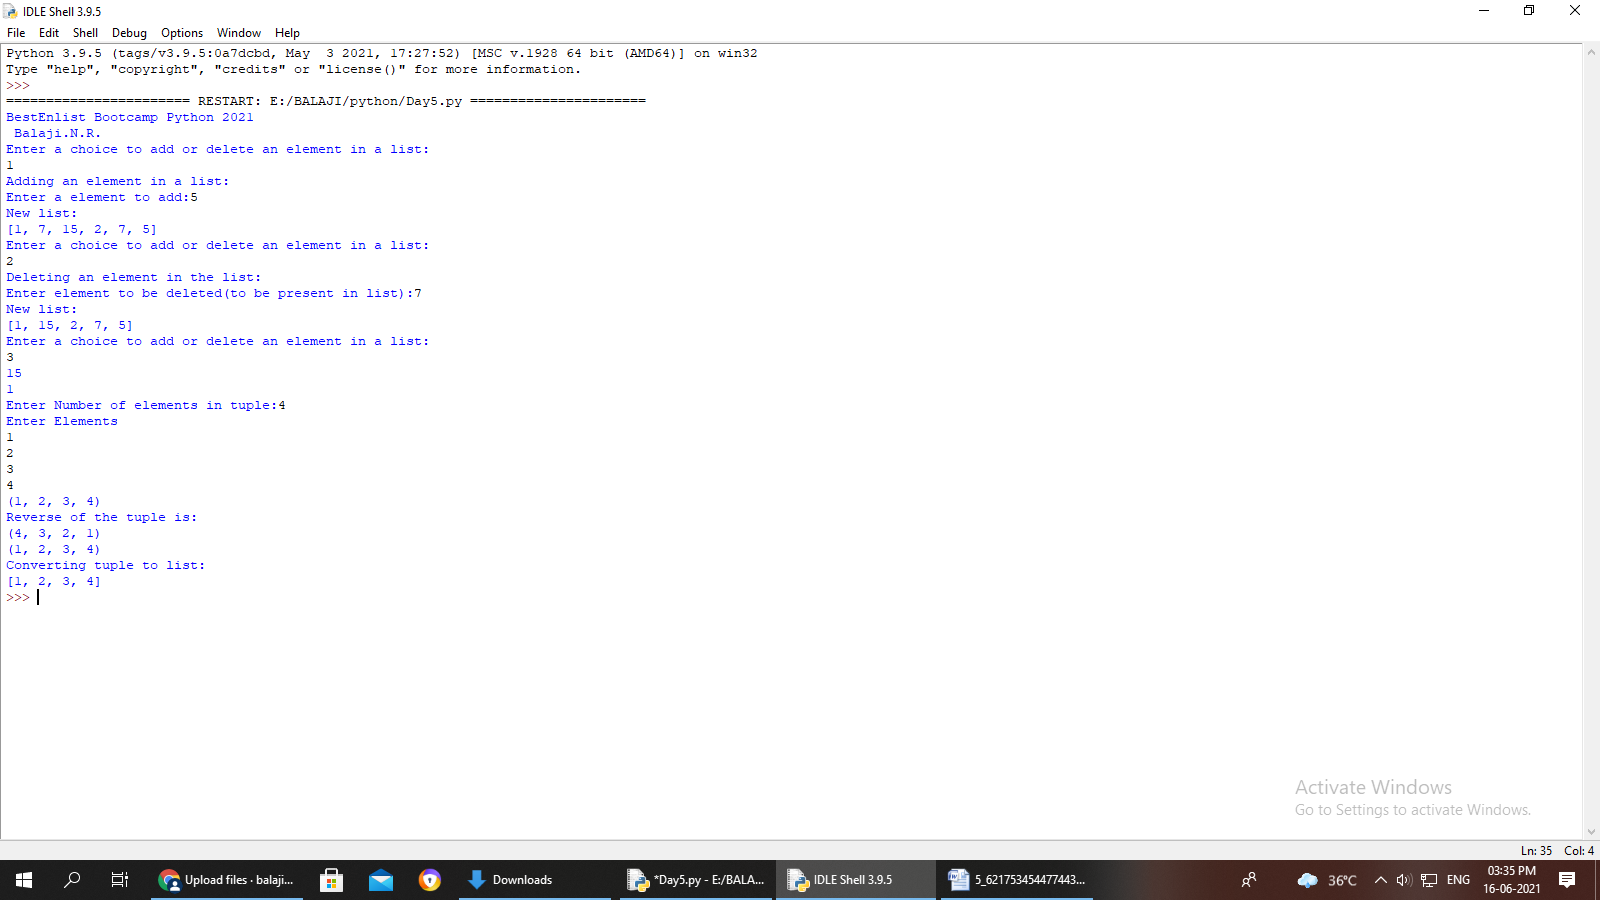 IDLE Shell 3.9.5
File Edit Shell Debug Options Window Help
Python 3.9.5 (tags/v3.9.5:0a7dcbd, May  3 2021, 17:27:52) [MSC v.1928 64 bit (AMD64)] on win32
Type "help", "copyright", "credits" or "license()" for more information.
>>>
======================= RESTART: E:/BALAJI/python/Day5.py ======================
BestEnlist Bootcamp Python 2021
 Balaji.N.R.
Enter a choice to add or delete an element in a list:
1
Adding an element in a list:
Enter a element to add:5
New list:
[1, 7, 15, 2, 7, 5]
Enter a choice to add or delete an element in a list:
2
Deleting an element in the list:
Enter element to be deleted(to be present in list):7
New list:
[1, 15, 2, 7, 5]
Enter a choice to add or delete an element in a list:
3
15
1
Enter Number of elements in tuple:4
Enter Elements
1
2
3
4
(1, 2, 3, 4)
Reverse of the tuple is:
(4, 3, 2, 1)
(1, 2, 3, 4)
Converting tuple to list:
[1, 2, 3, 4]
>>>
Activate Windows
Go to Settings to activate Windows.
Ln: 35 Col: 4
Upload files · balaji... Downloads *Day5.py - E:/BALA... IDLE Shell 3.9.5 5_621753454477443... 36°C ENG 03:35 PM
16-06-2021